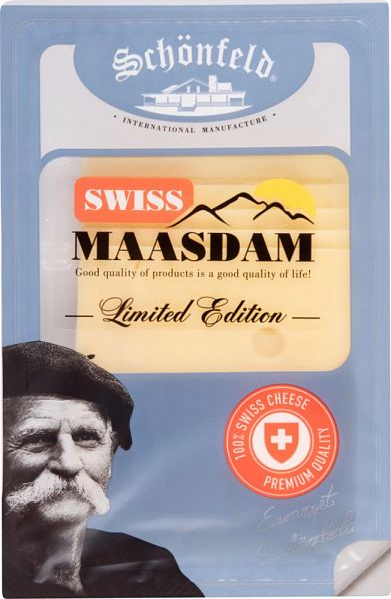 Schönfeld ®
• INTERNATIONAL MANUFACTURE •
SWISS
MAASDAM
Good quality of products is a good quality of life!
— Limited Edition —
100% SWISS CHEESE
PREMIUM QUALITY